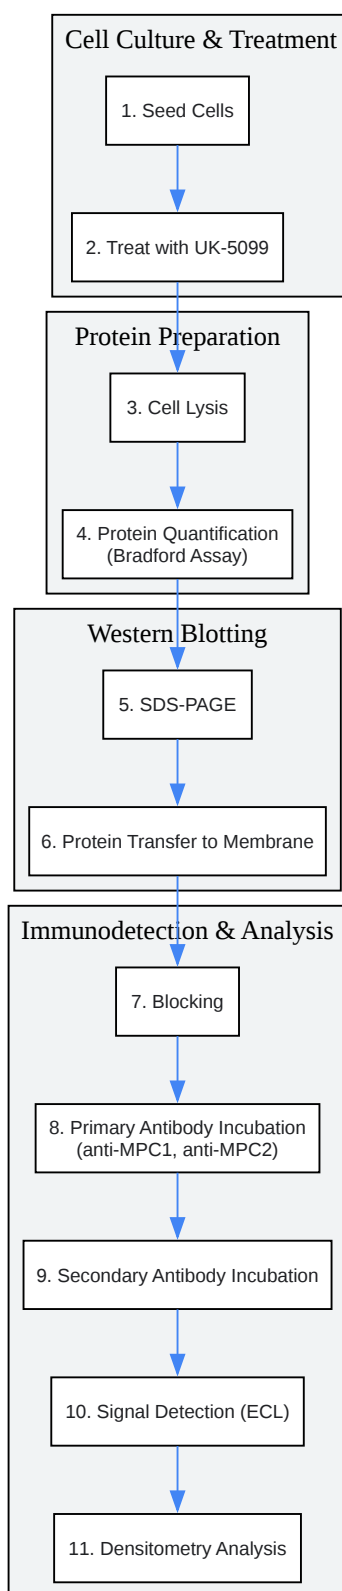 Cell Culture & Treatment
1. Seed Cells
2. Treat with UK-5099
Protein Preparation
3. Cell Lysis
4. Protein Quantification
(Bradford Assay)
Western Blotting
5. SDS-PAGE
6. Protein Transfer to Membrane
Immunodetection & Analysis
7. Blocking
8. Primary Antibody Incubation
(anti-MPC1, anti-MPC2)
9. Secondary Antibody Incubation
10. Signal Detection (ECL)
11. Densitometry Analysis